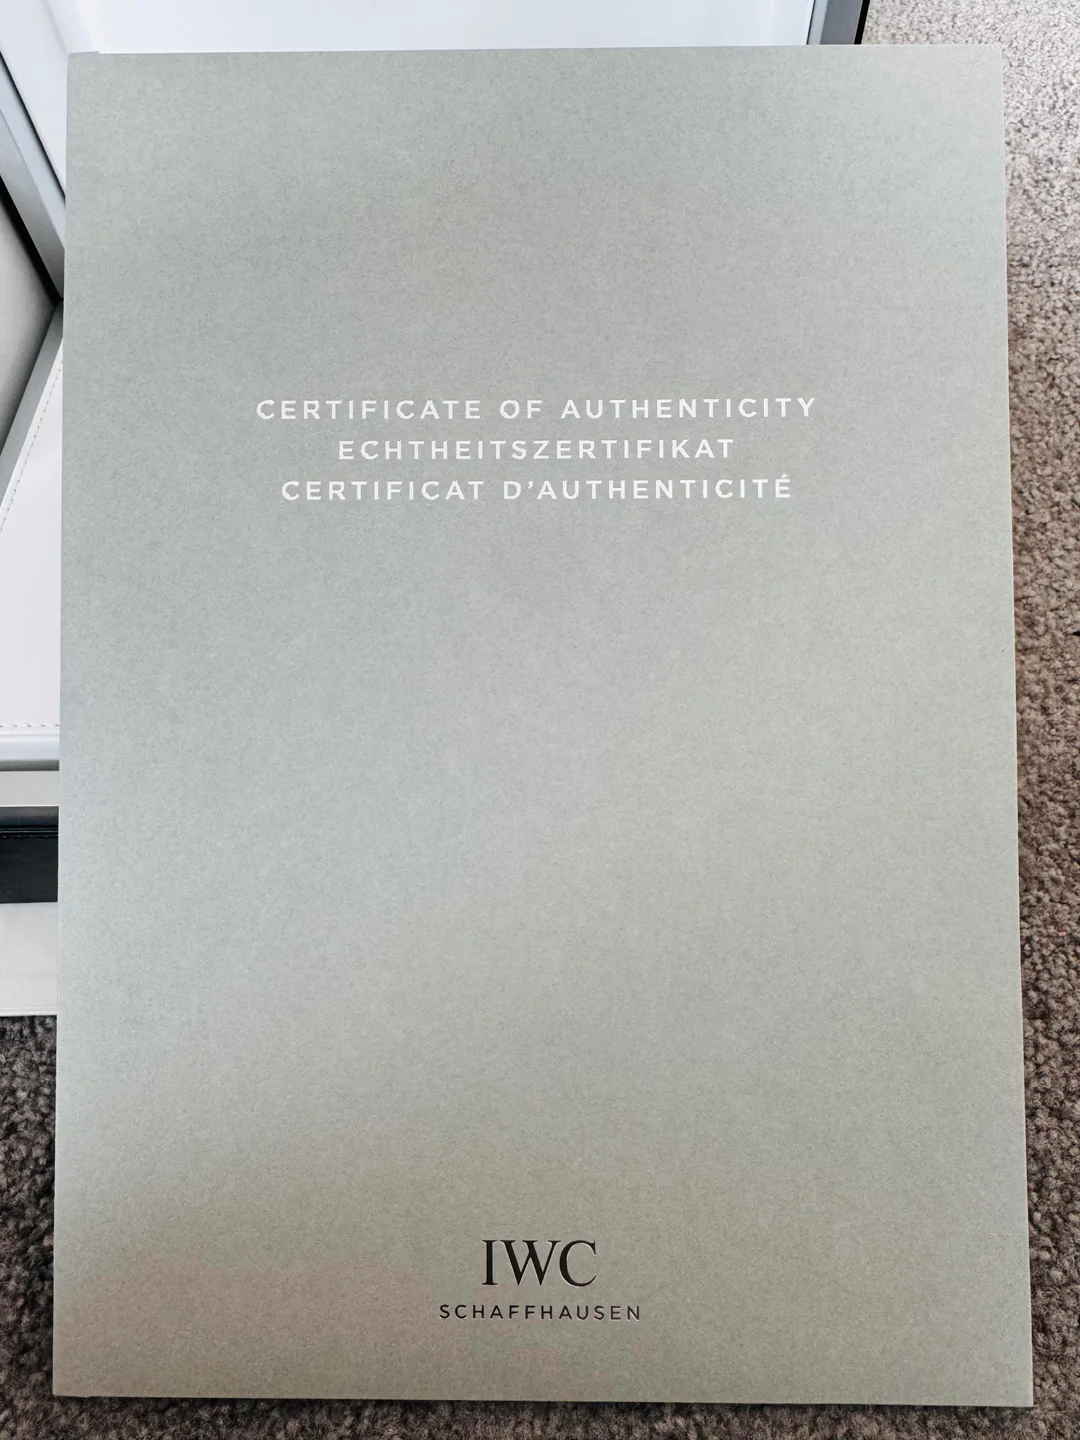 CERTIFICATE OF AUTHENTICITY
ECHTHEITSZERTIFIKAT
CERTIFICAT D'AUTHENTICITÉ
IWC
SCHAFFHAUSEN